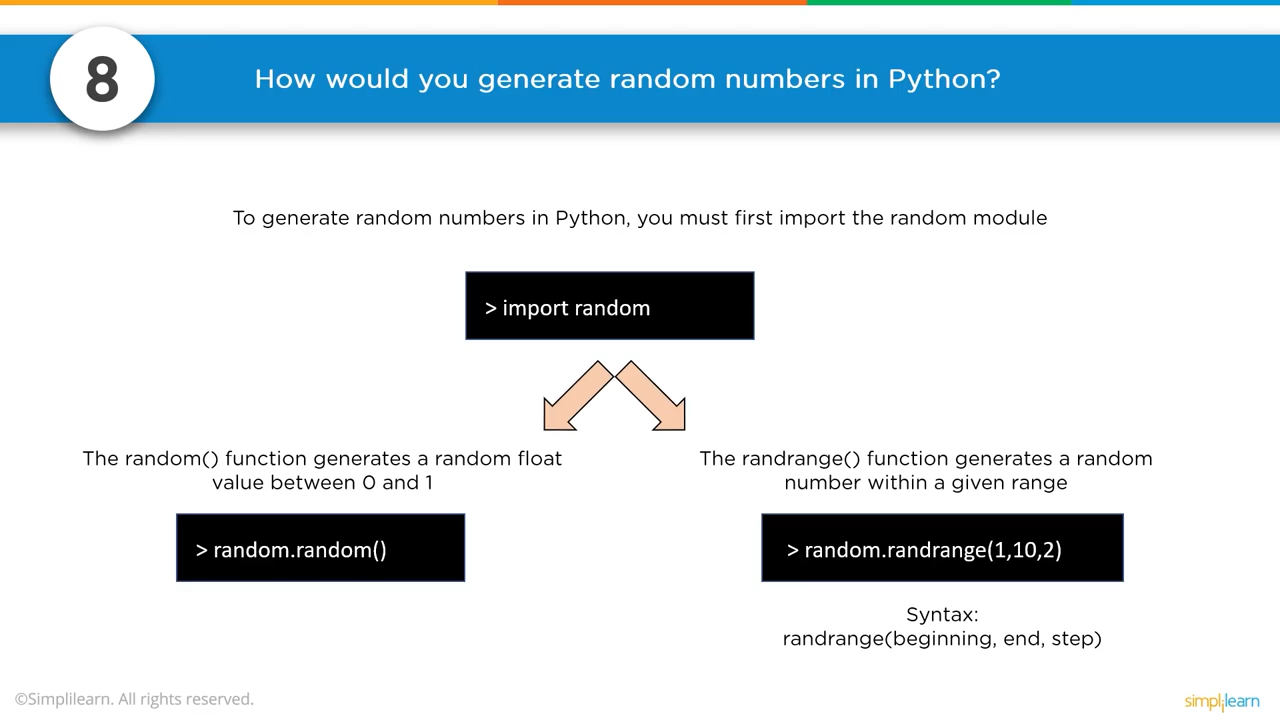 8
How would you generate random numbers in Python?
To generate random numbers in Python, you must first import the random module
> import random
The random() function generates a random float
value between 0 and 1
> random.random()
The randrange() function generates a random
number within a given range
> random.randrange(1,10,2)
Syntax:
randrange(beginning, end, step)
©Simplilearn. All rights reserved.
simplilearn